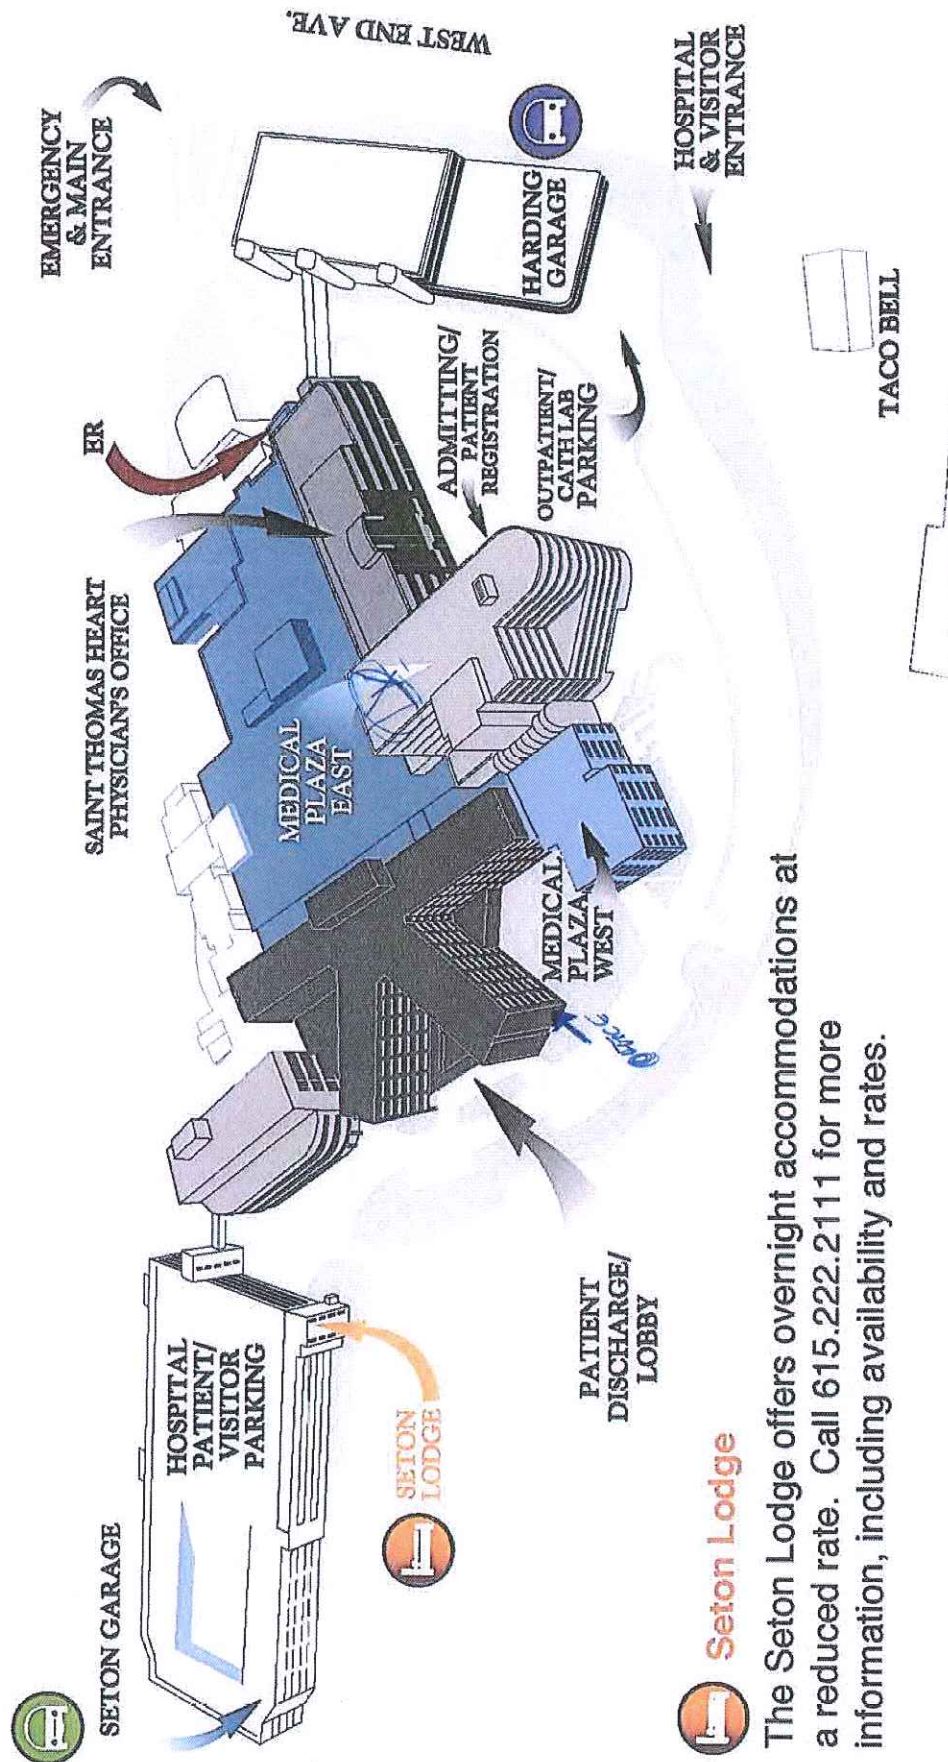 SETON GARAGE
HOSPITAL
PATIENT/
VISITOR
PARKING
SETON
LODGE
SAINT THOMAS HEART
PHYSICIAN'S OFFICE
ER
EMERGENCY
& MAIN
ENTRANCE
WEST END AVE.
MEDICAL
PLAZA
EAST
ADMITTING/
PATIENT
REGISTRATION
HARDING
GARAGE
OUTPATIENT/
CATH LAB
PARKING
MEDICAL
PLAZA
WEST
HOSPITAL
& VISITOR
ENTRANCE
PATIENT
DISCHARGE/
LOBBY
TACO BELL
Seton Lodge
The Seton Lodge offers overnight accommodations at
a reduced rate. Call 615.222.2111 for more
information, including availability and rates.